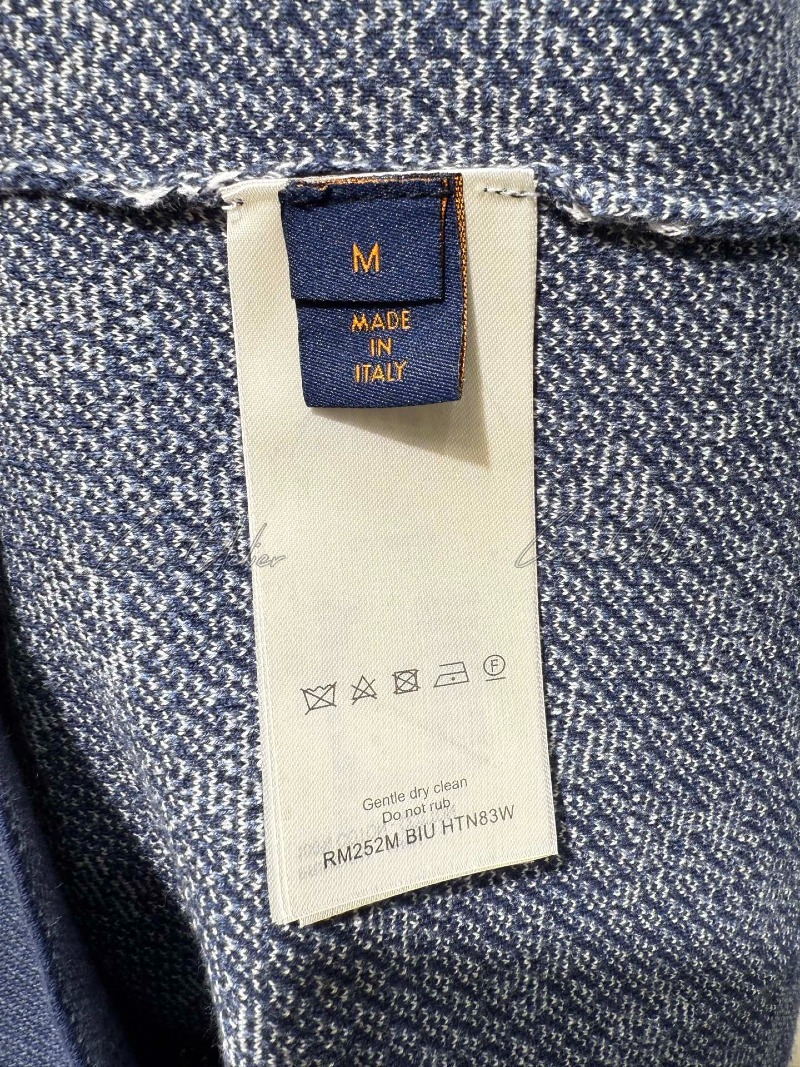 M
MADE
IN
ITALY
F
Gentle dry clean
Do not rub
RM252M BIU HTN83W